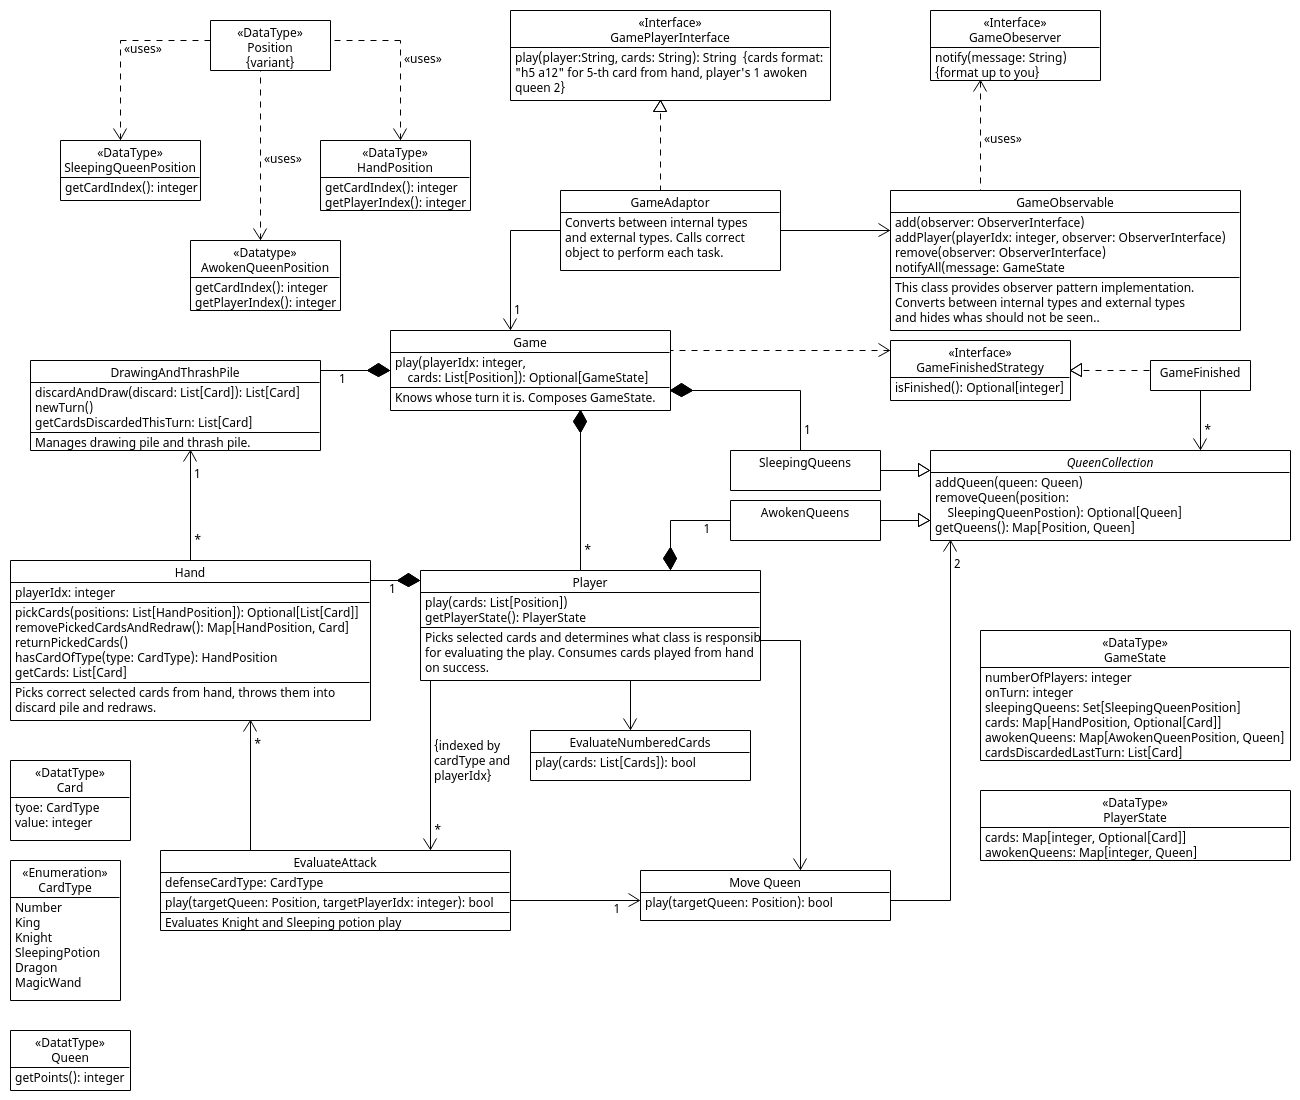 «DataType»
Position
{variant}
«uses»
«uses»
«uses»
«DataType»
SleepingQueenPosition
getCardIndex(): integer
«DataType»
HandPosition
getCardIndex(): integer
getPlayerIndex(): integer
«Datatype»
AwokenQueenPosition
getCardIndex(): integer
getPlayerIndex(): integer
«Interface»
GamePlayerInterface
play(player:String, cards: String): String  {cards format:
"h5 a12" for 5-th card from hand, player's 1 awoken
queen 2}
«Interface»
GameObeserver
notify(message: String)
{format up to you}
«uses»
GameAdaptor
Converts between internal types
and external types. Calls correct
object to perform each task.
GameObservable
add(observer: ObserverInterface)
addPlayer(playerIdx: integer, observer: ObserverInterface)
remove(observer: ObserverInterface)
notifyAll(message: GameState
This class provides observer pattern implementation.
Converts between internal types and external types
and hides whas should not be seen..
1
Game
play(playerIdx: integer,
cards: List[Position]): Optional[GameState]
Knows whose turn it is. Composes GameState.
«Interface»
GameFinishedStrategy
isFinished(): Optional[integer]
GameFinished
*
DrawingAndThrashPile
discardAndDraw(discard: List[Card]): List[Card]
newTurn()
getCardsDiscardedThisTurn: List[Card]
Manages drawing pile and thrash pile.
1
1
*
1
SleepingQueens
AwokenQueens
1
QueenCollection
addQueen(queen: Queen)
removeQueen(position:
SleepingQueenPostion): Optional[Queen]
getQueens(): Map[Position, Queen]
2
*
Hand
playerIdx: integer
pickCards(positions: List[HandPosition]): Optional[List[Card]]
removePickedCardsAndRedraw(): Map[HandPosition, Card]
returnPickedCards()
hasCardOfType(type: CardType): HandPosition
getCards: List[Card]
Picks correct selected cards from hand, throws them into
discard pile and redraws.
1
Player
play(cards: List[Position])
getPlayerState(): PlayerState
Picks selected cards and determines what class is responsib
for evaluating the play. Consumes cards played from hand
on success.
«DataType»
GameState
numberOfPlayers: integer
onTurn: integer
sleepingQueens: Set[SleepingQueenPosition]
cards: Map[HandPosition, Optional[Card]]
awokenQueens: Map[AwokenQueenPosition, Queen]
cardsDiscardedLastTurn: List[Card]
*
{indexed by
cardType and
playerIdx}
*
EvaluateNumberedCards
play(cards: List[Cards]): bool
«DatatType»
Card
tyoe: CardType
value: integer
«DataType»
PlayerState
cards: Map[integer, Optional[Card]]
awokenQueens: Map[integer, Queen]
«Enumeration»
CardType
Number
King
Knight
SleepingPotion
Dragon
MagicWand
EvaluateAttack
defenseCardType: CardType
play(targetQueen: Position, targetPlayerIdx: integer): bool
Evaluates Knight and Sleeping potion play
1
Move Queen
play(targetQueen: Position): bool
«DatatType»
Queen
getPoints(): integer